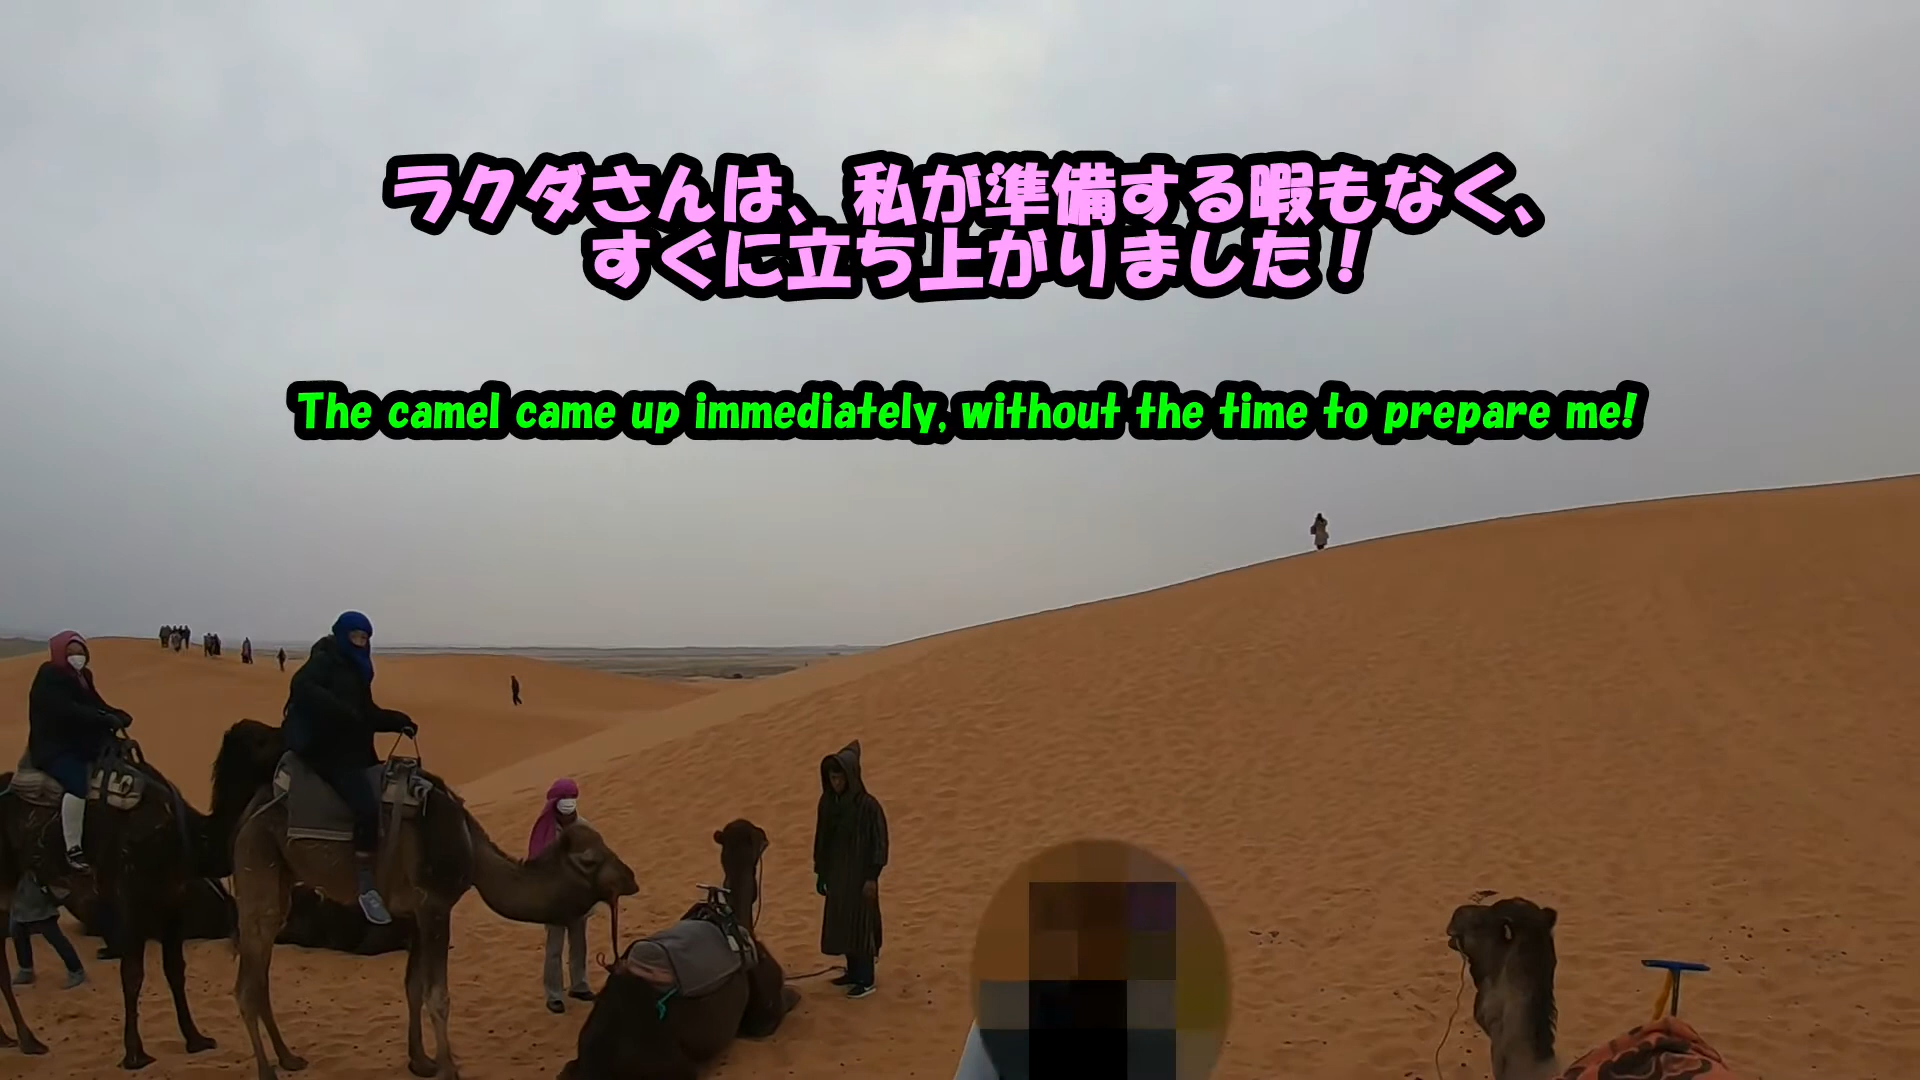 ラクダさんは、私が準備する暇もなく、
すぐに立ち上がりました！
The camel came up immediately, without the time to prepare me!